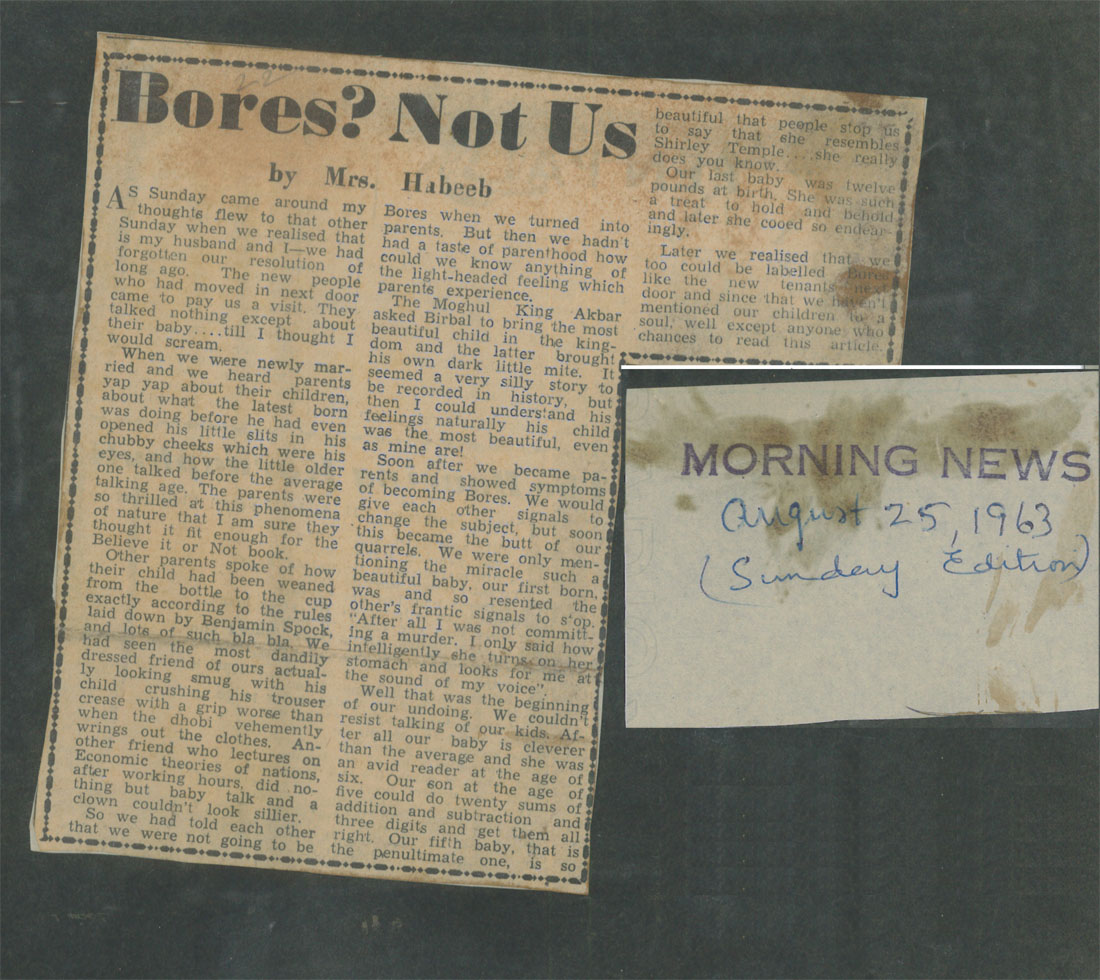 Bores? Not Us
by Mrs. Habeeb
AS Sunday came around my
thoughts flew to that other
Sunday when we realised that
is my husband and I—we had
forgotten our resolution of
long ago. The new people
who had moved in next door
came to pay us a visit. They
talked nothing except about
their baby....till I thought I
would scream.
When we were newly mar-
ried and we heard parents
yap yap about their children,
about what the latest born
was doing before he had even
opened his little slits in his
chubby cheeks which were his
eyes, and how the little older
one talked before the average
talking age. The parents were
so thrilled at this phenomena
of nature that I am sure they
thought it fit enough for the
Believe it or Not book.
Other parents spoke of how
their child had been weaned
from the bottle to the cup
exactly according to the rules
laid down by Benjamin Spock,
and lots of such bla bla. We
had seen the most dandily
dressed friend of ours actual-
ly looking smug with his
child crushing his trouser
crease with a grip worse than
when the dhobi vehemently
wrings out the clothes. An-
other friend who lectures on
Economic theories of nations,
after working hours, did no-
thing but baby talk and a
clown couldn't look sillier.
So we had told each other
that we were not going to be
Bores when we turned into
parents. But then we hadn't
had a taste of parenthood how
could we know anything of
the light-headed feeling which
parents experience.
The Moghul King Akbar
asked Birbal to bring the most
beautiful child in the king-
dom and the latter brought
his own dark little mite. It
seemed a very silly story to
be recorded in history, but
then I could understand his
feelings naturally his child
was the most beautiful, even
as mine are!
Soon after we became pa-
rents and showed symptoms
of becoming Bores. We would
give each other signals to
change the subject, but soon
this became the butt of our
quarrels. We were only men-
tioning the miracle such a
beautiful baby, our first born,
was and so resented the
other's frantic signals to stop.
"After all I was not committ-
ing a murder. I only said how
intelligently she turns on her
stomach and looks for me at
the sound of my voice".
Well that was the beginning
of our undoing. We couldn't
resist talking of our kids. Af-
ter all our baby is cleverer
than the average and she was
an avid reader at the age of
six. Our son at the age of
five could do twenty sums of
addition and subtraction and
three digits and get them all
right. Our fifth baby, that is
the penultimate one, is so
beautiful that people stop us
to say that she resembles
Shirley Temple....she really
does you know.
Our last baby was twelve
pounds at birth. She was such
a treat to hold and behold
and later she cooed so endear-
ingly.
Later we realised that we
too could be labelled Bores
like the new tenants next
door and since that we haven't
mentioned our children to a
soul, well except anyone who
chances to read this article.
MORNING NEWS
August 25, 1963
(Sunday Edition)